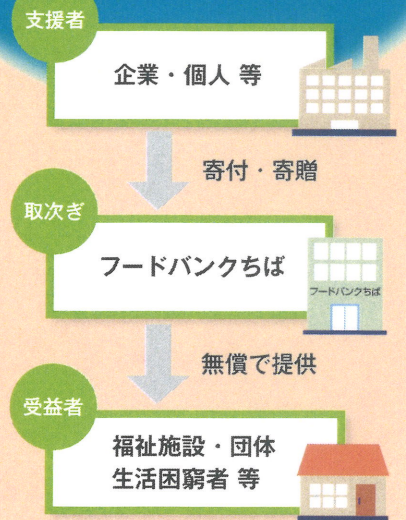 支援者
企業・個人 等
寄付・寄贈
取次ぎ
フードバンクちば
フードバンクちば
無償で提供
受益者
福祉施設・団体
生活困窮者 等